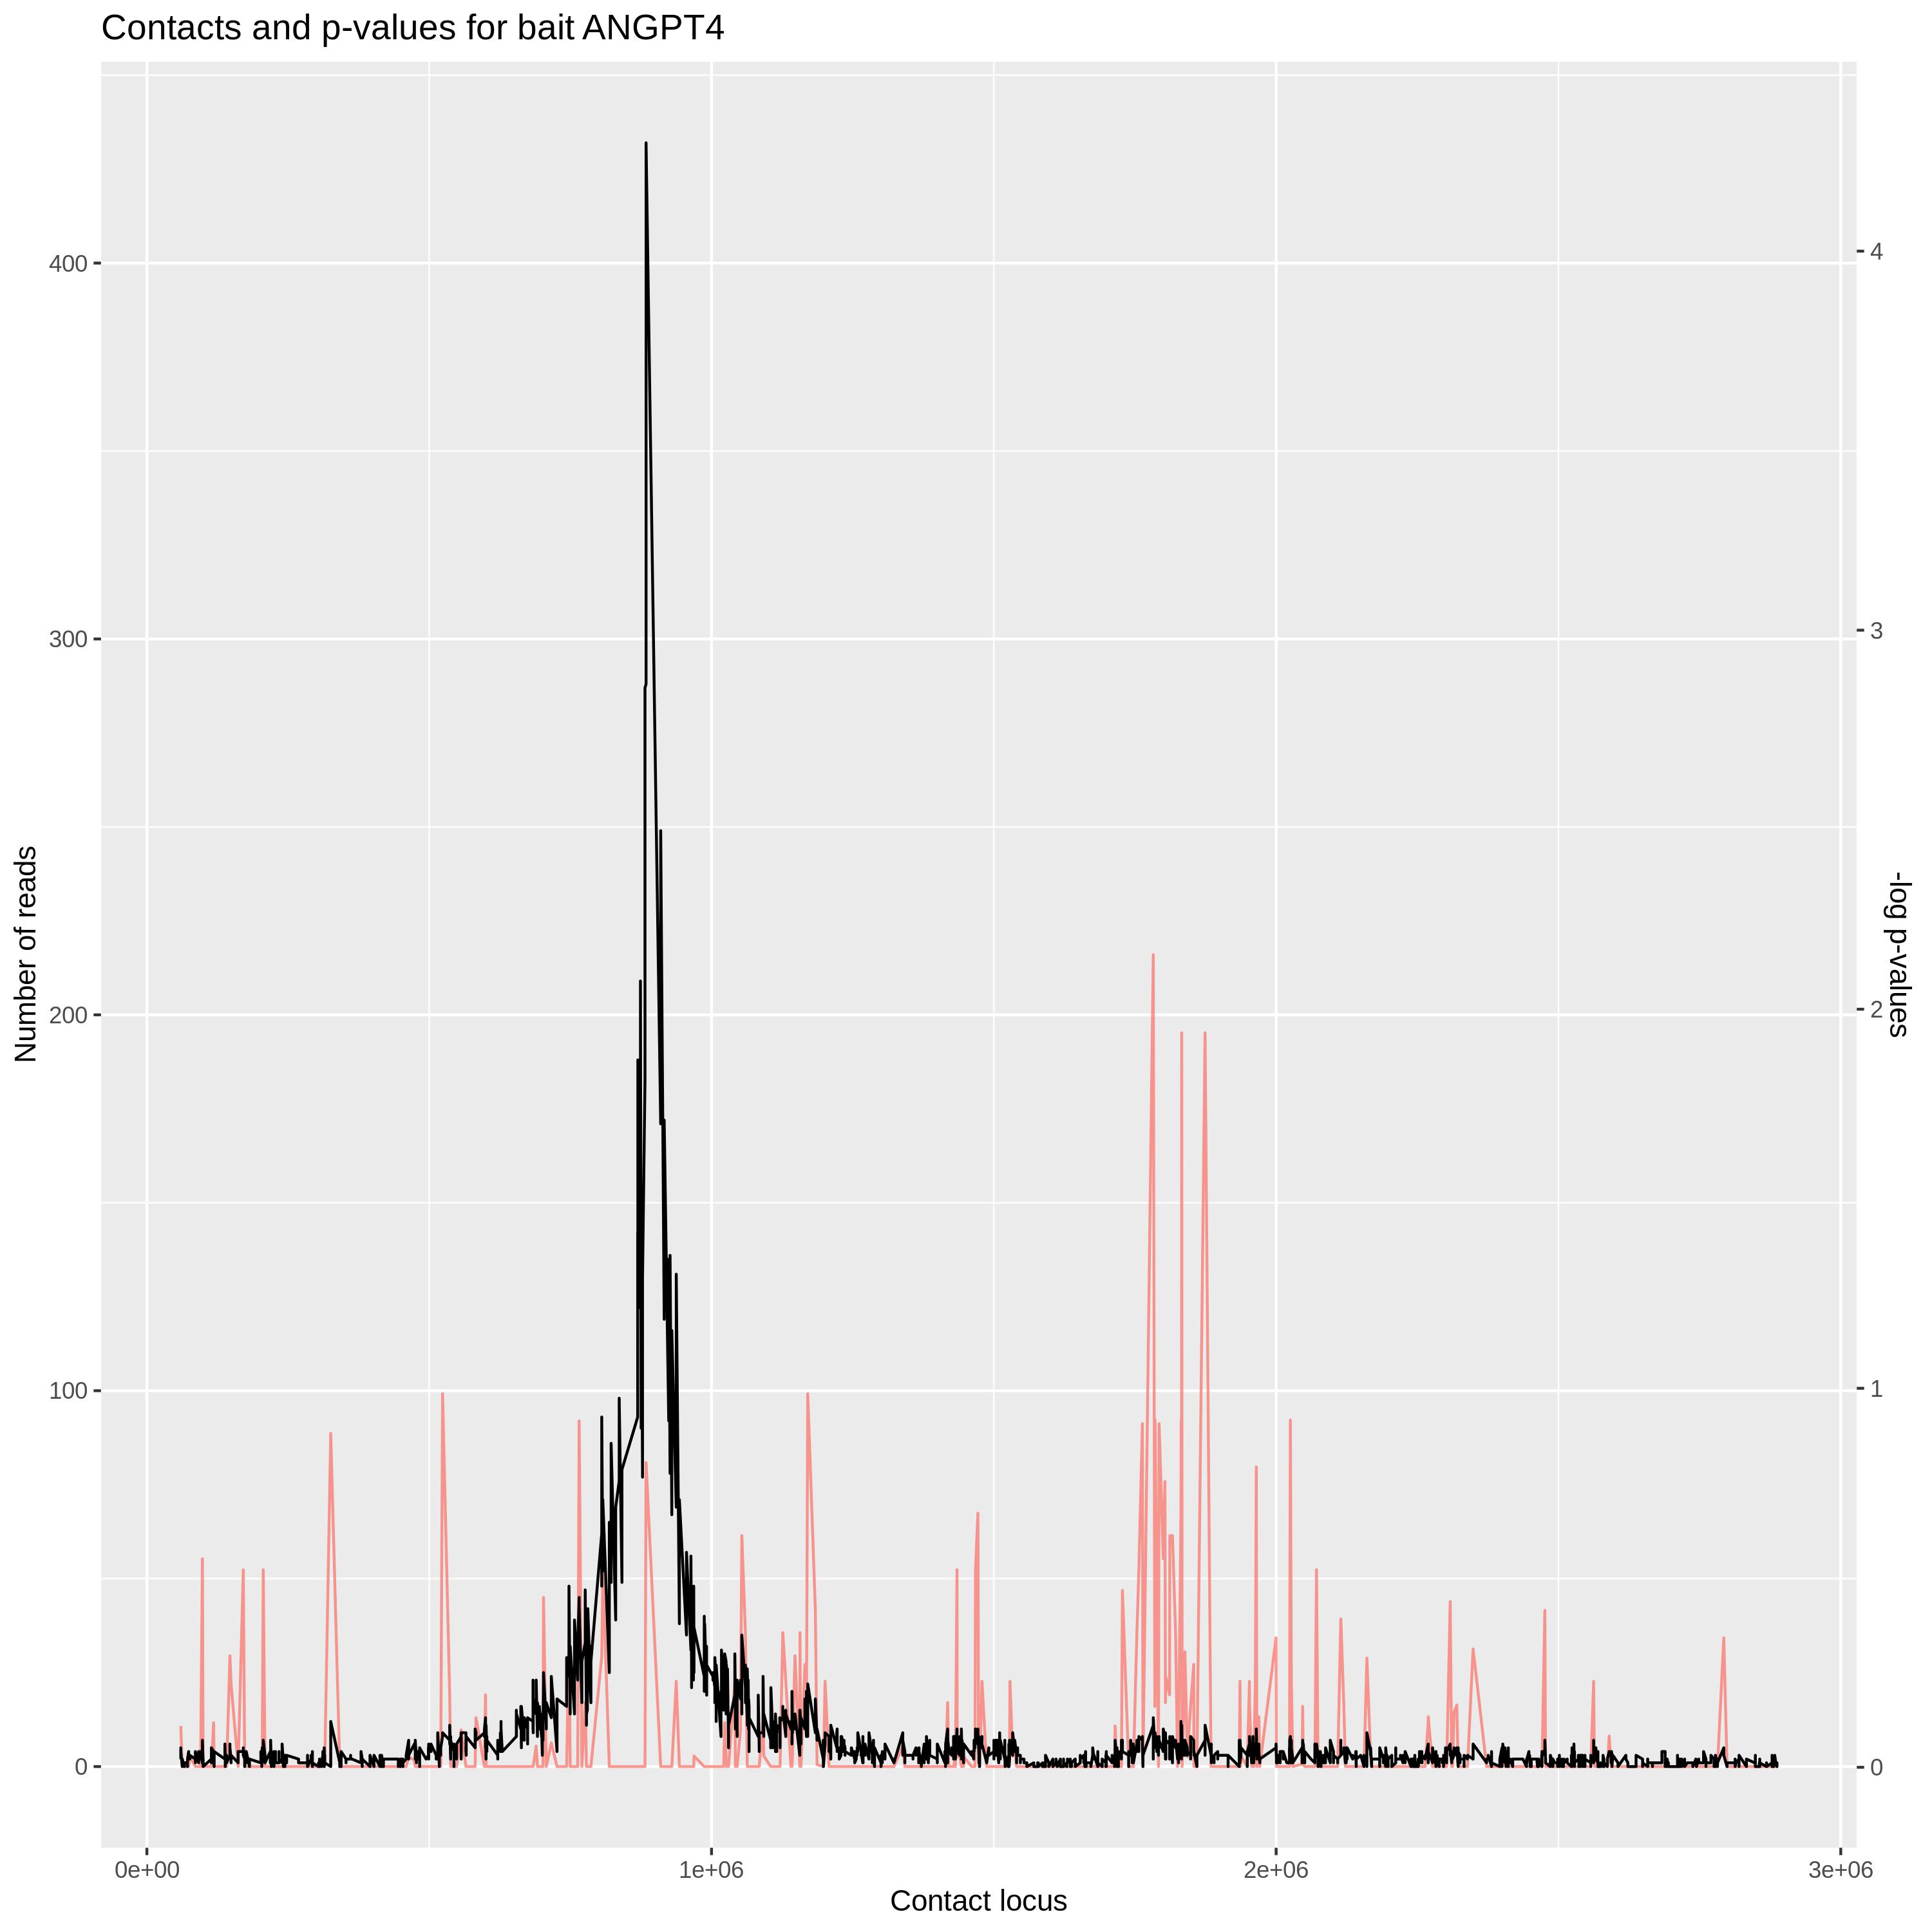 Contacts and p-values for bait ANGPT4
400
300
200
100
0
Number of reads
4
3
2
1
0
-log p-values
0e+00
1e+06
2e+06
3e+06
Contact locus